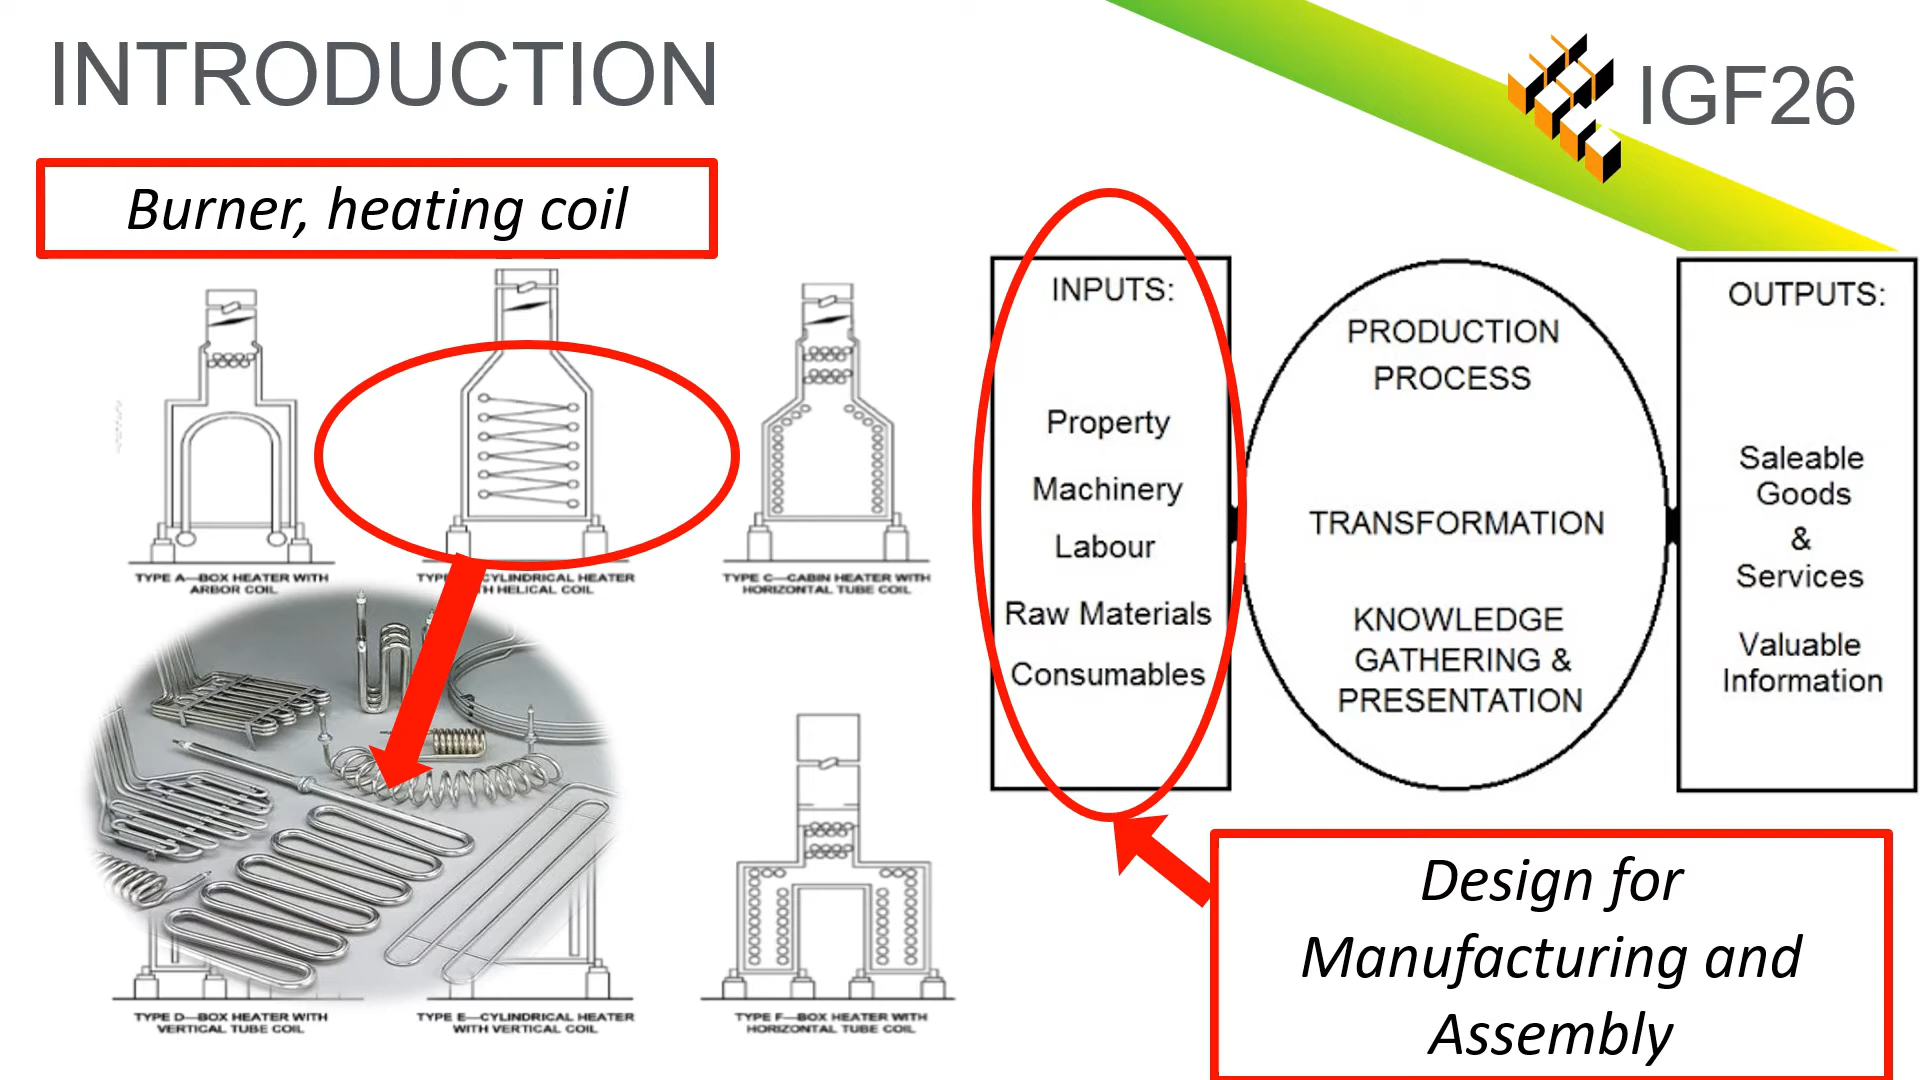 INTRODUCTION
IGF26
Burner, heating coil
TYPE A—BOX HEATER WITH
ARBOR COIL
CYLINDRICAL HEATER
HELICAL COIL
TYPE C—CABIN HEATER WITH
HORIZONTAL TUBE COIL
TYPE D—BOX HEATER WITH
VERTICAL TUBE COIL
TYPE E—CYLINDRICAL HEATER
WITH VERTICAL COIL
TYPE F—BOX HEATER WITH
HORIZONTAL TUBE COIL
INPUTS:
Property
Machinery
Labour
Raw Materials
Consumables
PRODUCTION
PROCESS
TRANSFORMATION
KNOWLEDGE
GATHERING &
PRESENTATION
OUTPUTS:
Saleable
Goods
&
Services
Valuable
Information
Design for
Manufacturing and
Assembly